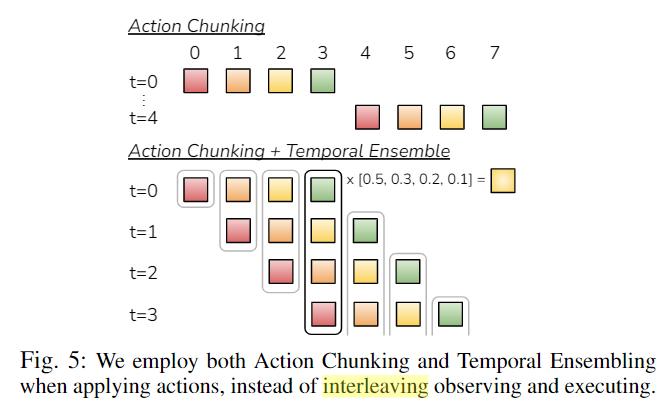 Action Chunking
0 1 2 3 4 5 6 7
t=0
t=4
Action Chunking + Temporal Ensemble
t=0 x [0.5, 0.3, 0.2, 0.1] =
t=1
t=2
t=3
Fig. 5: We employ both Action Chunking and Temporal Ensembling
when applying actions, instead of interleaving observing and executing.